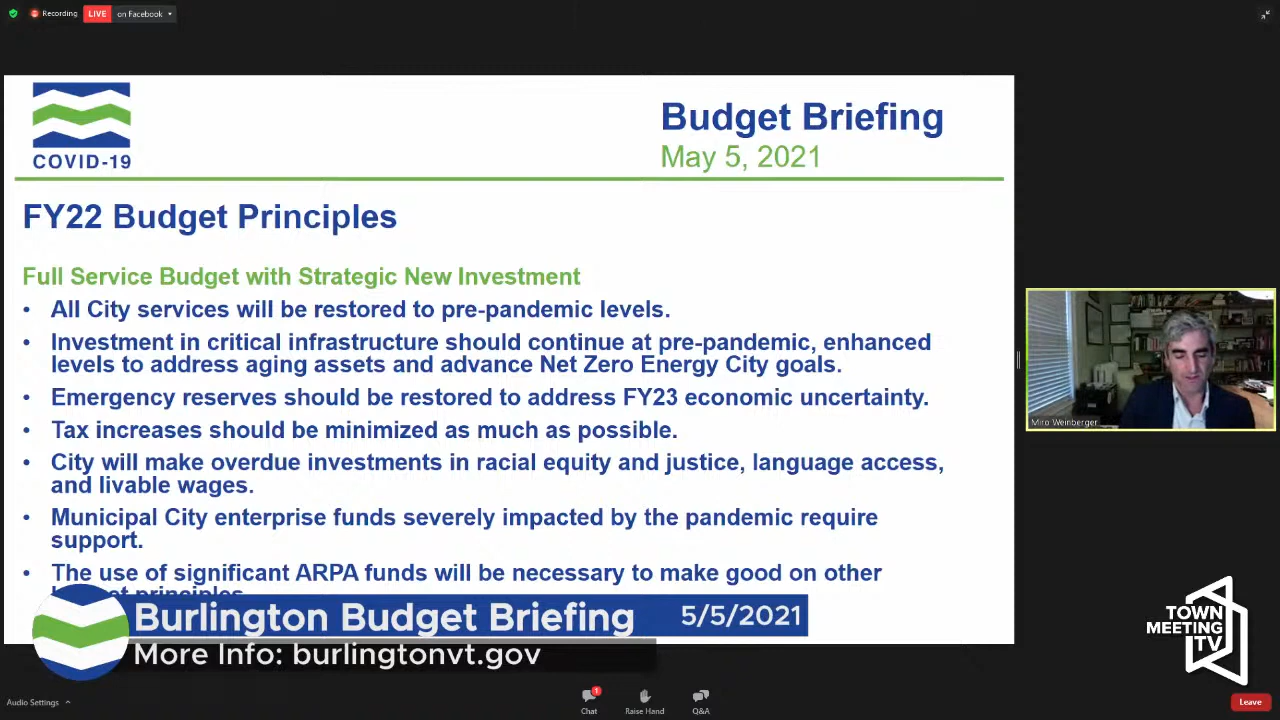 Recording LIVE on Facebook
COVID-19
Budget Briefing
May 5, 2021
FY22 Budget Principles
Full Service Budget with Strategic New Investment
• All City services will be restored to pre-pandemic levels.
• Investment in critical infrastructure should continue at pre-pandemic, enhanced
levels to address aging assets and advance Net Zero Energy City goals.
• Emergency reserves should be restored to address FY23 economic uncertainty.
• Tax increases should be minimized as much as possible.
• City will make overdue investments in racial equity and justice, language access,
and livable wages.
• Municipal City enterprise funds severely impacted by the pandemic require
support.
• The use of significant ARPA funds will be necessary to make good on other
principles.
Miro Weinberger
Burlington Budget Briefing 5/5/2021
More Info: burlingtonvt.gov
TOWN
MEETING
TV
Audio Settings
1
Chat Raise Hand Q&A
Leave